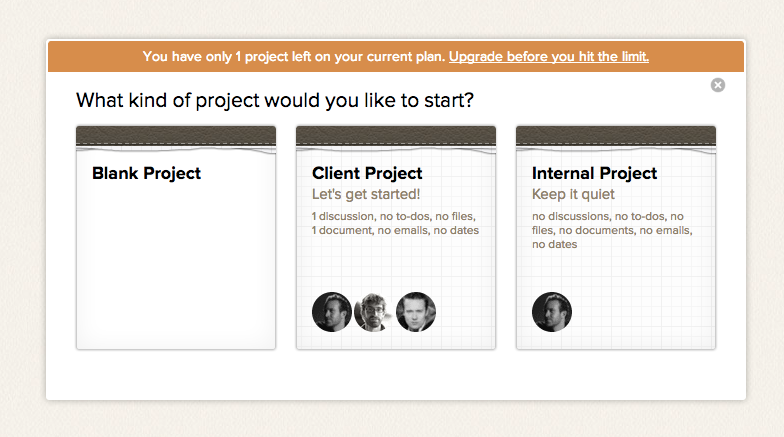 You have only 1 project left on your current plan. Upgrade before you hit the limit.
What kind of project would you like to start?
Blank Project
Client Project
Let's get started!
1 discussion, no to-dos, no files,
1 document, no emails, no dates
Internal Project
Keep it quiet
no discussions, no to-dos, no
files, no documents, no emails,
no dates